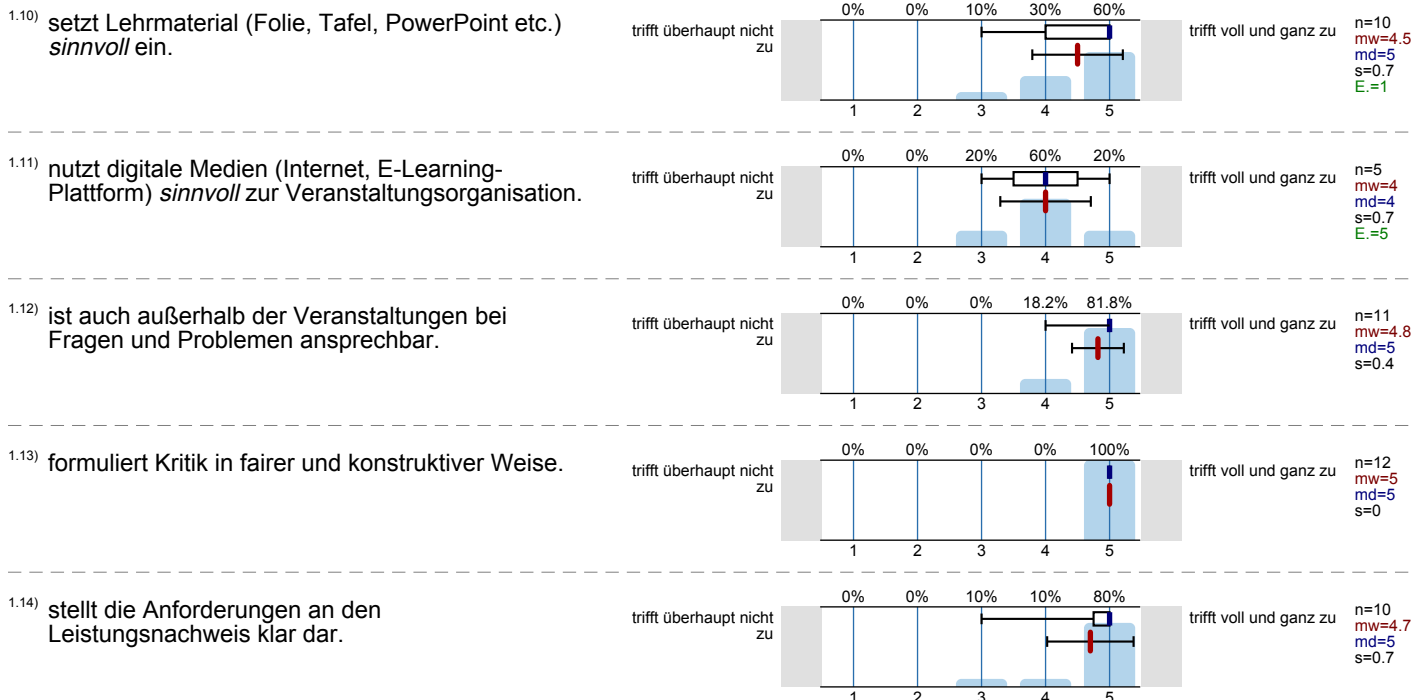 1.10) setzt Lehrmaterial (Folie, Tafel, PowerPoint etc.)
sinnvoll ein.
trifft überhaupt nicht
zu
0% 0% 10% 30% 60%
1 2 3 4 5
trifft voll und ganz zu
n=10
mw=4.5
md=5
s=0.7
E.=1
1.11) nutzt digitale Medien (Internet, E-Learning-
Plattform) sinnvoll zur Veranstaltungsorganisation.
trifft überhaupt nicht
zu
0% 0% 20% 60% 20%
1 2 3 4 5
trifft voll und ganz zu
n=5
mw=4
md=4
s=0.7
E.=5
1.12) ist auch außerhalb der Veranstaltungen bei
Fragen und Problemen ansprechbar.
trifft überhaupt nicht
zu
0% 0% 0% 18.2% 81.8%
1 2 3 4 5
trifft voll und ganz zu
n=11
mw=4.8
md=5
s=0.4
1.13) formuliert Kritik in fairer und konstruktiver Weise.
trifft überhaupt nicht
zu
0% 0% 0% 0% 100%
1 2 3 4 5
trifft voll und ganz zu
n=12
mw=5
md=5
s=0
1.14) stellt die Anforderungen an den
Leistungsnachweis klar dar.
trifft überhaupt nicht
zu
0% 0% 10% 10% 80%
1 2 3 4 5
trifft voll und ganz zu
n=10
mw=4.7
md=5
s=0.7